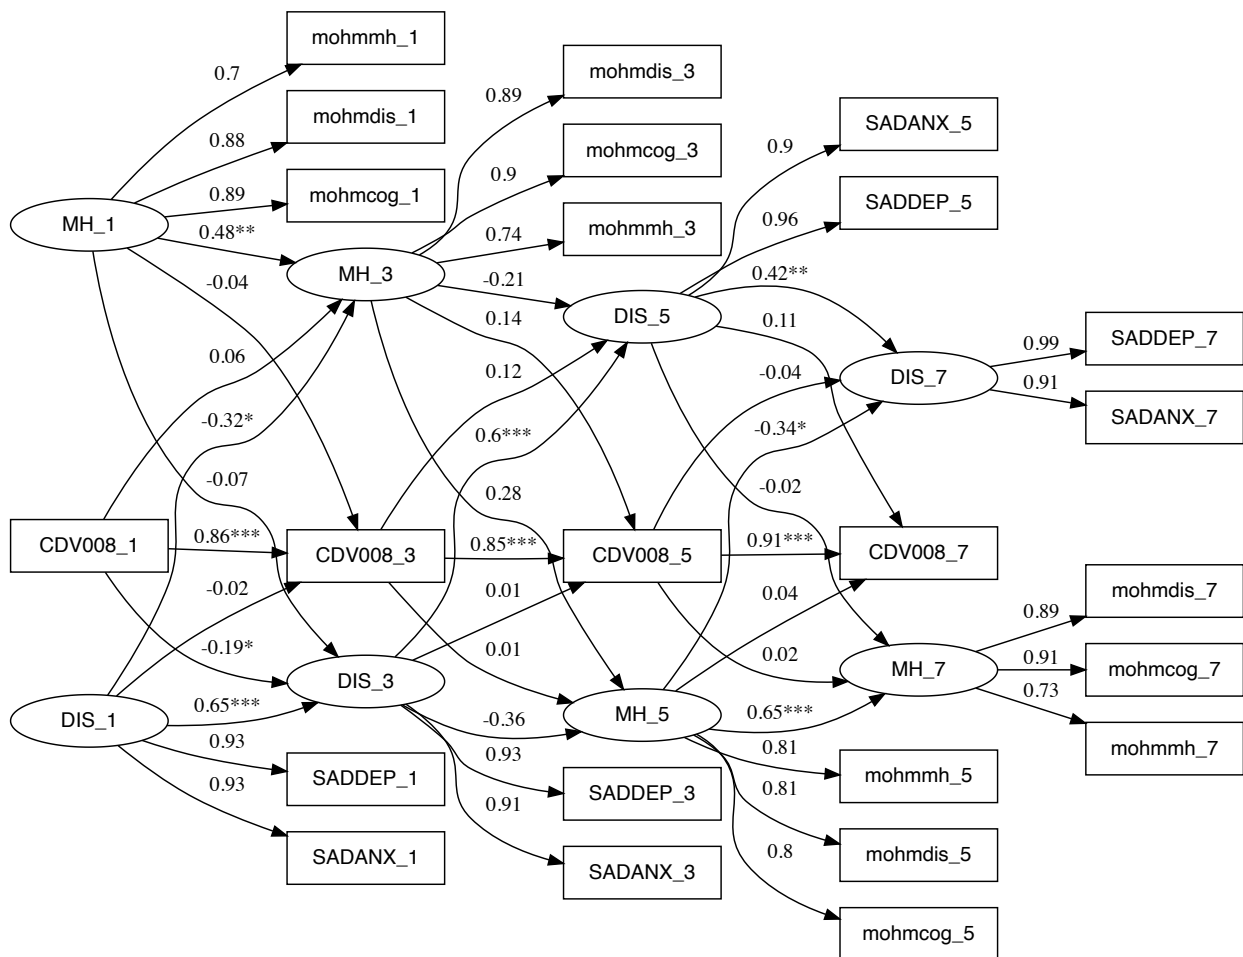 mohmmh_1
0.7
mohmdis_3
0.89
mohmdis_1
0.88
SADANX_5
0.9
mohmcog_3
0.9
mohmcog_1
0.89
SADDEP_5
0.96
MH_1
0.48**
mohmmh_3
0.74
MH_3
-0.04
-0.21
0.42**
DIS_5
0.14
0.11
SADDEP_7
0.99
0.06
0.12
-0.04
DIS_7
0.91
SADANX_7
-0.32*
0.6***
-0.34*
-0.07
0.28
-0.02
CDV008_1
0.86***
CDV008_3
0.85***
CDV008_5
0.91***
CDV008_7
-0.02
0.01
0.04
mohmdis_7
0.89
-0.19*
0.01
0.02
MH_7
0.91
mohmcog_7
DIS_3
0.73
DIS_1
0.65***
-0.36
MH_5
0.65***
mohmmh_7
0.93
SADDEP_1
0.93
SADDEP_3
0.81
mohmmh_5
0.93
0.91
0.81
SADANX_1
SADANX_3
mohmdis_5
0.8
mohmcog_5